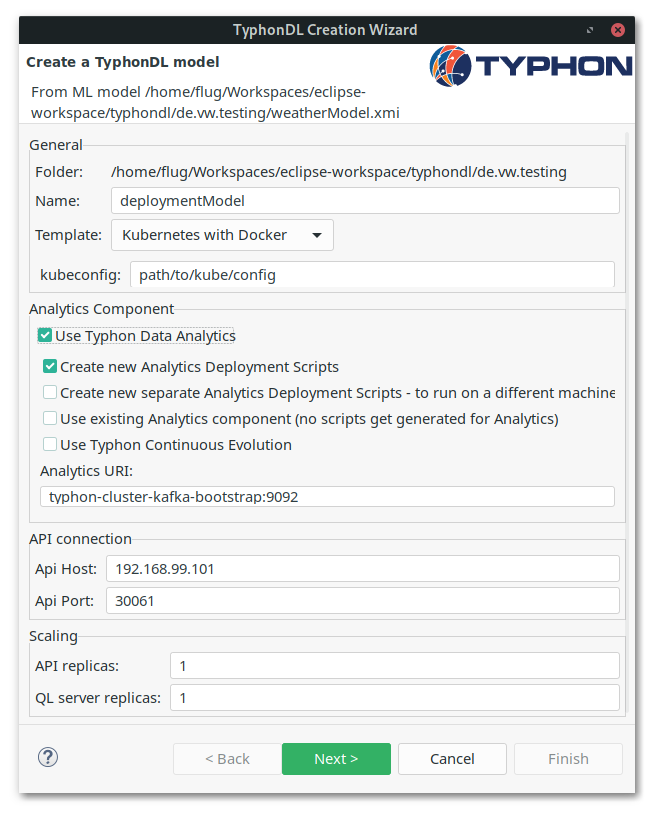 TyphonDL Creation Wizard
Create a TyphonDL model
TYPHON
From ML model /home/flug/Workspaces/eclipse-
workspace/typhondl/de.vw.testing/weatherModel.xmi
General
Folder: /home/flug/Workspaces/eclipse-workspace/typhondl/de.vw.testing
Name: deploymentModel
Template: Kubernetes with Docker
kubeconfig: path/to/kube/config
Analytics Component
Use Typhon Data Analytics
Create new Analytics Deployment Scripts
Create new separate Analytics Deployment Scripts - to run on a different machine
Use existing Analytics component (no scripts get generated for Analytics)
Use Typhon Continuous Evolution
Analytics URI:
typhon-cluster-kafka-bootstrap:9092
API connection
Api Host: 192.168.99.101
Api Port: 30061
Scaling
API replicas: 1
QL server replicas: 1
? < Back Next > Cancel Finish